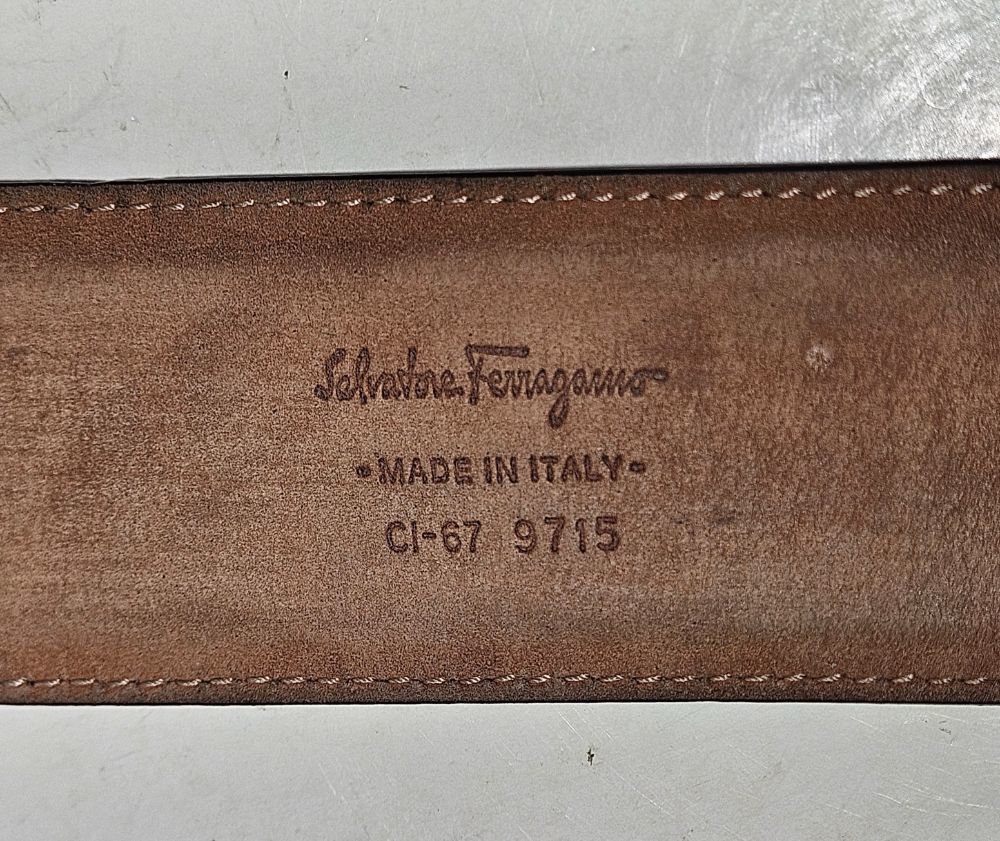 Salvatore Ferragamo
-MADE IN ITALY-
CI-67 9715